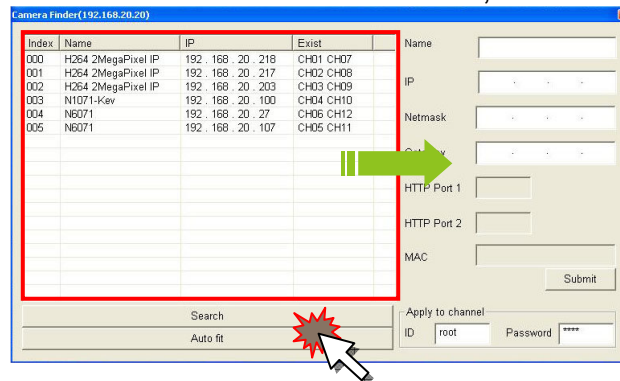 Camera Finder(192.168.20.20)
Index Name IP Exist
000 H264 2MegaPixel IP 192 . 168 . 20 . 218 CH01 CH07
001 H264 2MegaPixel IP 192 . 168 . 20 . 217 CH02 CH08
002 H264 2MegaPixel IP 192 . 168 . 20 . 203 CH03 CH09
003 N1071-Kev 192 . 168 . 20 . 100 CH04 CH10
004 N6071 192 . 168 . 20 . 27 CH06 CH12
005 N6071 192 . 168 . 20 . 107 CH05 CH11
Name
IP
Netmask
HTTP Port 1
HTTP Port 2
MAC
Submit
Search
Auto fit
Apply to channel
ID root Password ****